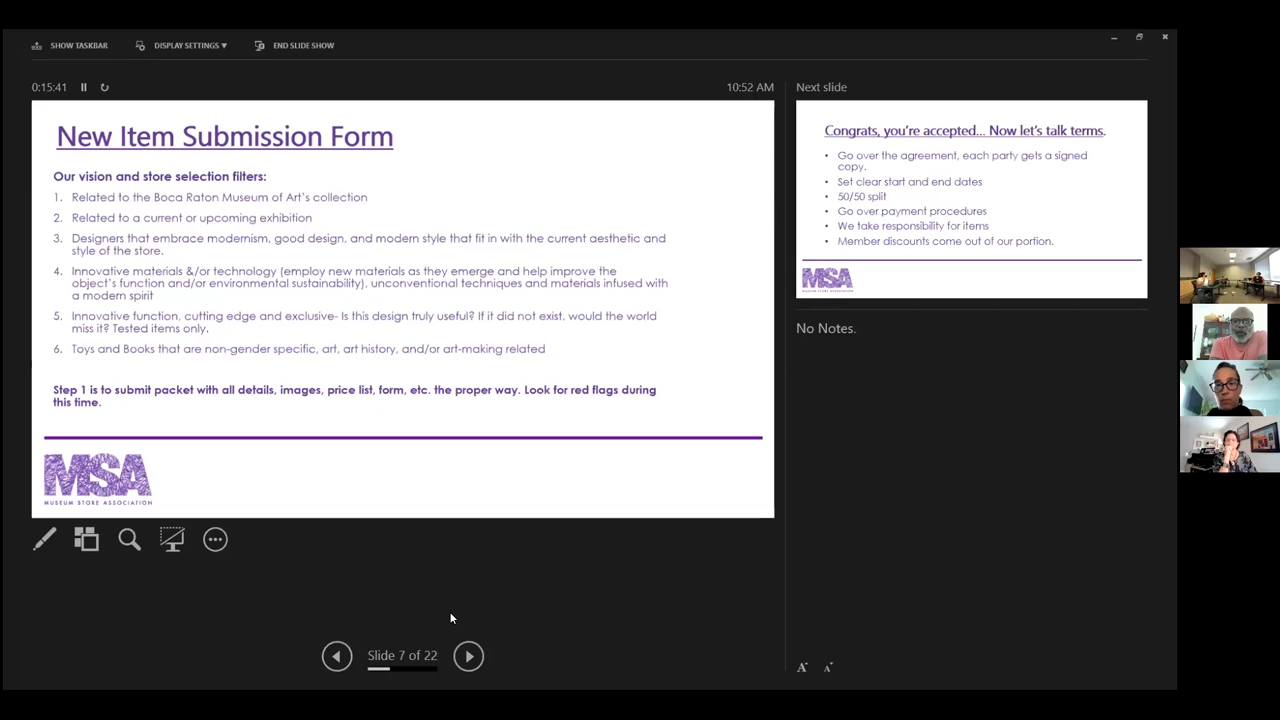 SHOW TASKBAR
DISPLAY SETTINGS ▼
END SLIDE SHOW
0:15:41
10:52 AM
New Item Submission Form
Our vision and store selection filters:
1. Related to the Boca Raton Museum of Art's collection
2. Related to a current or upcoming exhibition
3. Designers that embrace modernism, good design, and modern style that fit in with the current aesthetic and
style of the store.
4. Innovative materials &/or technology (employ new materials as they emerge and help improve the
object's function and/or environmental sustainability), unconventional techniques and materials infused with
a modern spirit
5. Innovative function, cutting edge and exclusive- Is this design truly useful? If it did not exist, would the world
miss it? Tested items only.
6. Toys and Books that are non-gender specific, art, art history, and/or art-making related
Step 1 is to submit packet with all details, images, price list, form, etc. the proper way. Look for red flags during
this time.
MSA
MUSEUM STORE ASSOCIATION
Slide 7 of 22
Next slide
Congrats, you're accepted... Now let's talk terms.
• Go over the agreement, each party gets a signed
copy.
• Set clear start and end dates
• 50/50 split
• Go over payment procedures
• We take responsibility for items
• Member discounts come out of our portion.
MSA
MUSEUM STORE ASSOCIATION
No Notes.
A A